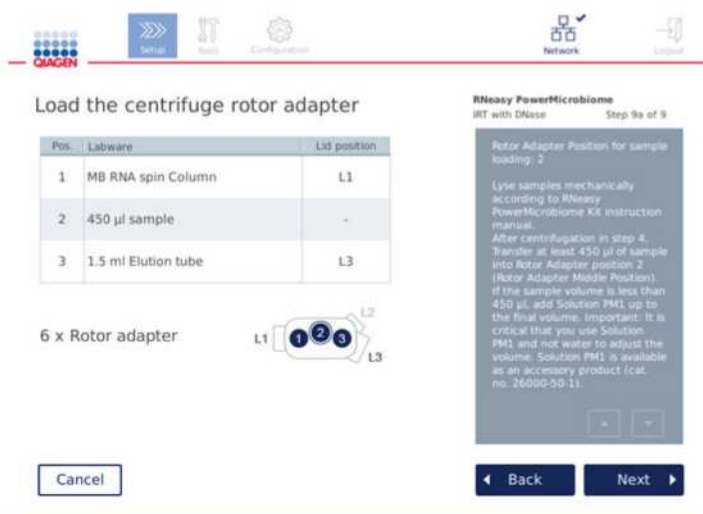 Setup
Tools
Configuration
Network
Logout
QIAGEN
Load the centrifuge rotor adapter
Pos. Labware Lid position
1 MB RNA spin Column L1
2 450 µl sample -
3 1.5 ml Elution tube L3
6 x Rotor adapter
L1 1 2 3 L2
L3
Cancel
RNeasy PowerMicrobiome
IRT with DNase Step 9a of 9
Rotor Adapter Position for sample
loading: 2
Lyse samples mechanically
according to RNeasy
PowerMicrobiome Kit instruction
manual.
After centrifugation in step 4,
Transfer at least 450 µl of sample
into Rotor Adapter position 2
(Rotor Adapter Middle Position).
If the sample volume is less than
450 µl, add Solution PM1 up to
the final volume. Important: It is
critical that you use Solution
PM1 and not water to adjust the
volume. Solution PM1 is available
as an accessory product (cat.
no. 26000-50-1).
Back
Next